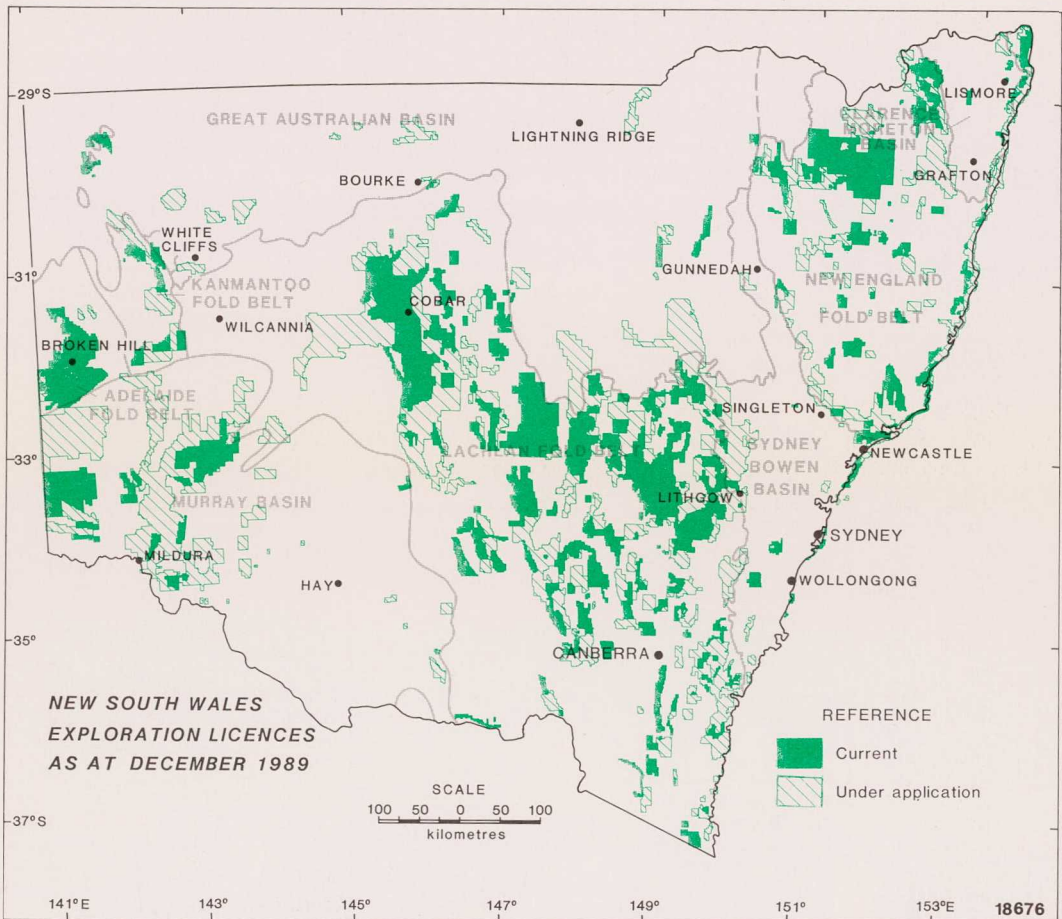 29°S
GREAT AUSTRALIAN BASIN
LIGHTNING RIDGE
LISMORE
CLARENCE
MORETON
BASIN
GRAFTON
BOURKE
WHITE
CLIFFS
31°
KANMANTOO
FOLD BELT
WILCANNIA
COBAR
GUNNEDAH
NEW ENGLAND
FOLD BELT
BROKEN HILL
ADELAIDE
FOLD BELT
SINGLETON
33°
LACHLAN FOLD BELT
SYDNEY
BOWEN
BASIN
NEWCASTLE
MURRAY BASIN
LITHGOW
SYDNEY
MILDURA
HAY
WOLLONGONG
35°
CANBERRA
NEW SOUTH WALES
EXPLORATION LICENCES
AS AT DECEMBER 1989
REFERENCE
Current
Under application
SCALE
100 50 0 50 100
kilometres
37°S
141°E 143° 145° 147° 149° 151° 153° 18676